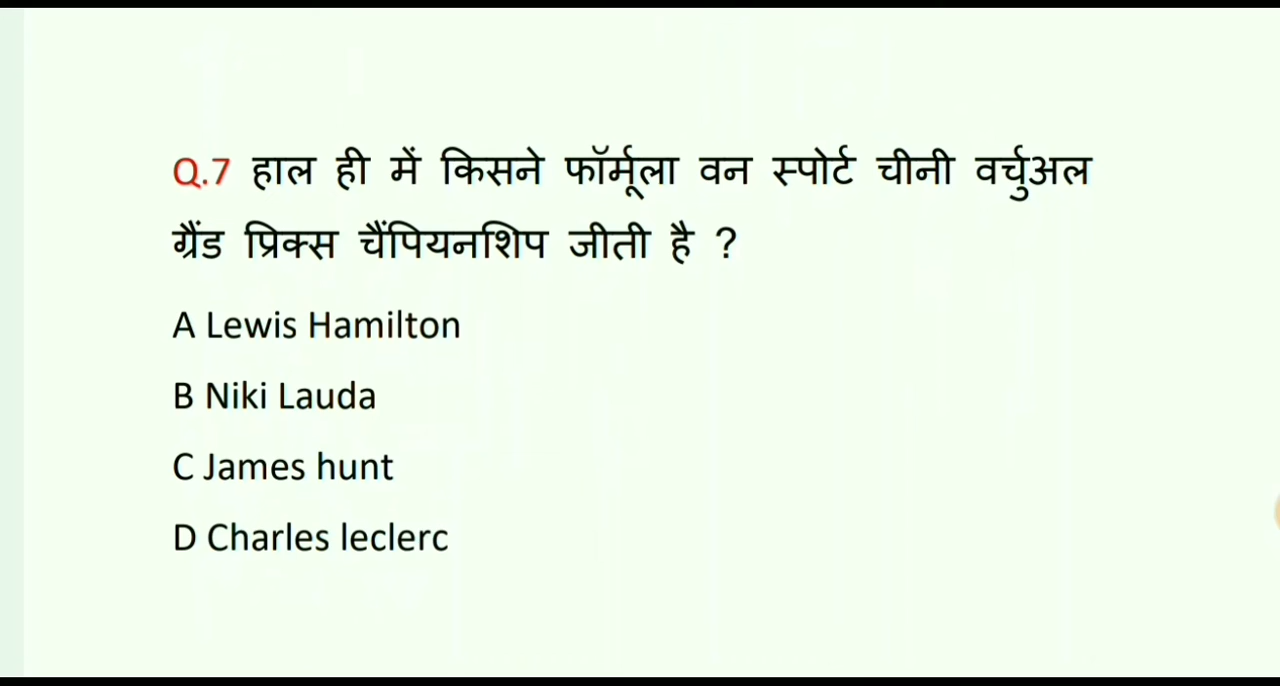 Q.7 हाल ही में किसने फॉर्मूला वन स्पोर्ट चीनी वर्चुअल
ग्रैंड प्रिक्स चैंपियनशिप जीती है ?
A Lewis Hamilton
B Niki Lauda
C James hunt
D Charles leclerc